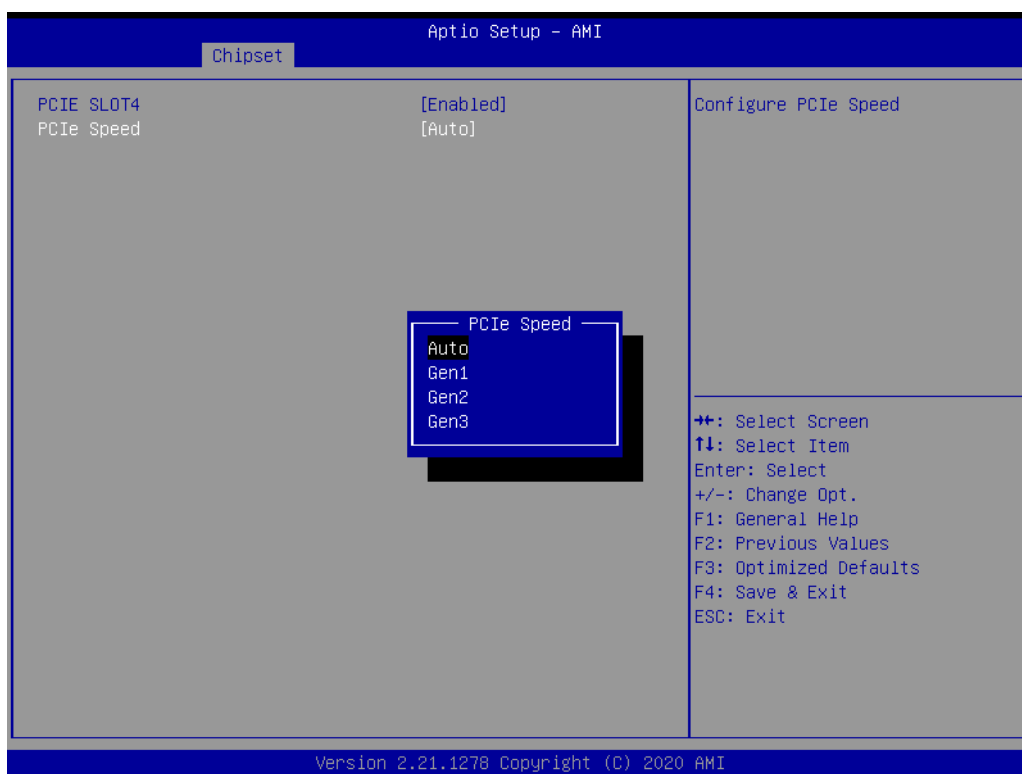 Aptio Setup – AMI
Chipset
PCIE SLOT4 [Enabled]
PCIe Speed [Auto]
Configure PCIe Speed
PCIe Speed
Auto
Gen1
Gen2
Gen3
→←: Select Screen
↑↓: Select Item
Enter: Select
+/-: Change Opt.
F1: General Help
F2: Previous Values
F3: Optimized Defaults
F4: Save & Exit
ESC: Exit
Version 2.21.1278 Copyright (C) 2020 AMI